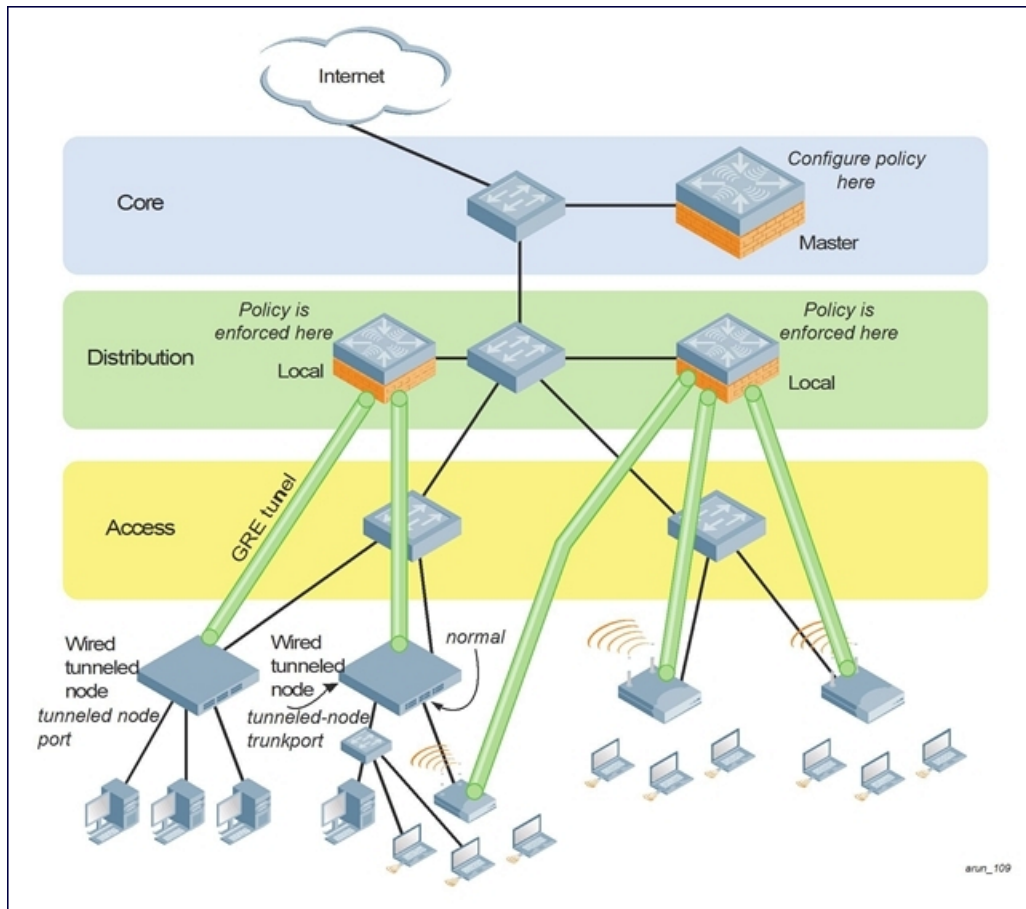 Internet
Configure policy
here
Core
Master
Policy is
enforced here
Policy is
enforced here
Distribution
Local
Local
GRE tunnel
Access
Wired
tunneled
node
tunneled node
port
Wired
tunneled
node
tunneled-node
trunkport
normal
arun_109